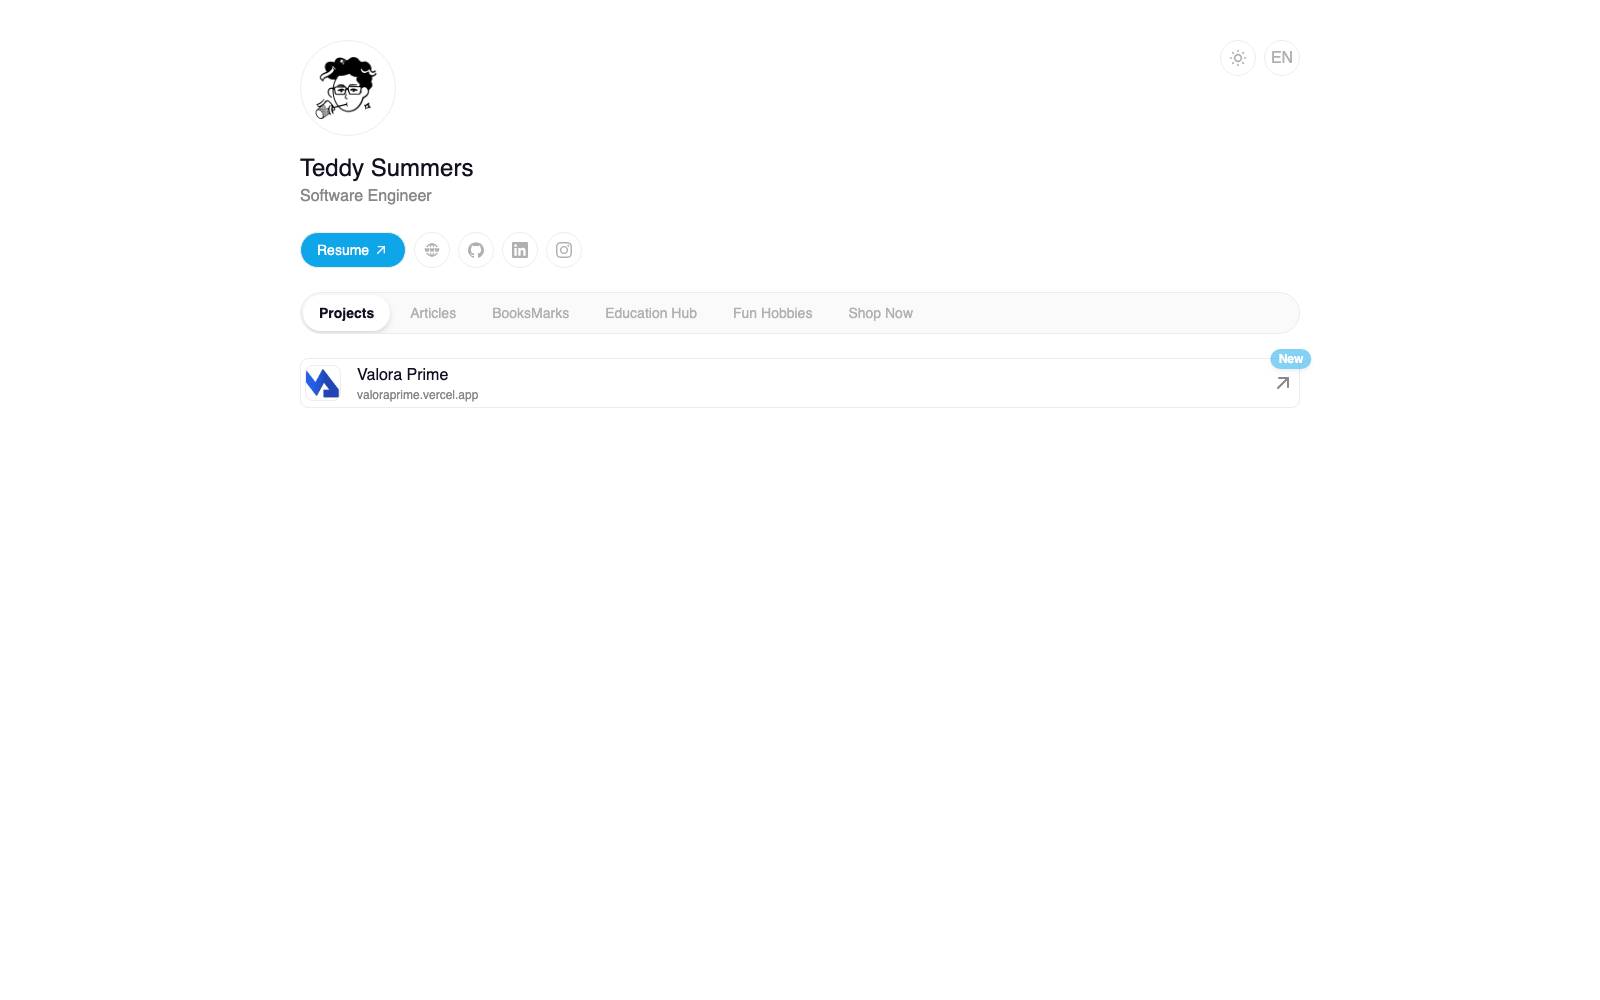 EN
Teddy Summers
Software Engineer
Resume
Projects Articles BooksMarks Education Hub Fun Hobbies Shop Now
New
Valora Prime
valoraprime.vercel.app